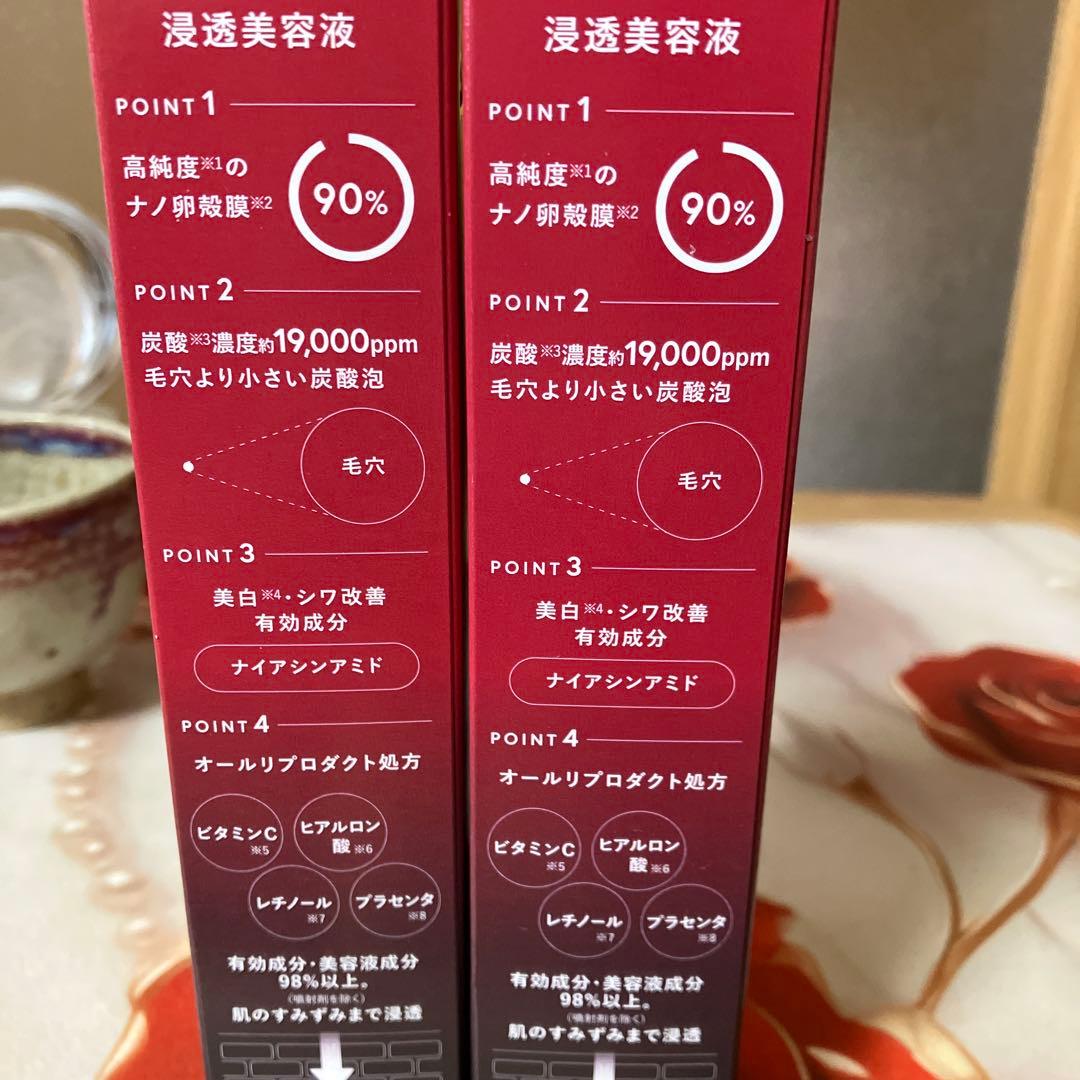 浸透美容液
POINT 1
高純度※1の
ナノ卵殻膜※2
90%
POINT 2
炭酸※3濃度約19,000ppm
毛穴より小さい炭酸泡
毛穴
POINT 3
美白※4・シワ改善
有効成分
ナイアシンアミド
POINT 4
オールリプロダクト処方
ビタミンC
※5
ヒアルロン
酸※6
レチノール
※7
プラセンタ
※8
有効成分・美容液成分
98%以上。
(噴射剤を除く)
肌のすみずみまで浸透
浸透美容液
POINT 1
高純度※1の
ナノ卵殻膜※2
90%
POINT 2
炭酸※3濃度約19,000ppm
毛穴より小さい炭酸泡
毛穴
POINT 3
美白※4・シワ改善
有効成分
ナイアシンアミド
POINT 4
オールリプロダクト処方
ビタミンC
※5
ヒアルロン
酸※6
レチノール
※7
プラセンタ
※8
有効成分・美容液成分
98%以上。
(噴射剤を除く)
肌のすみずみまで浸透